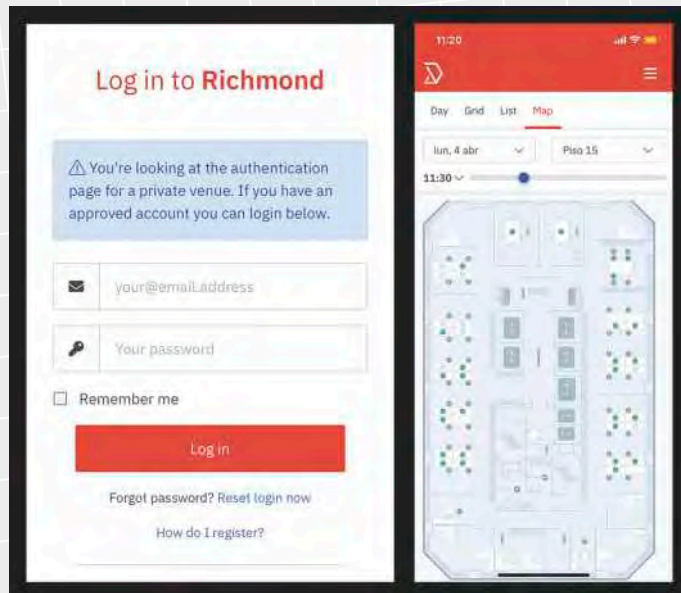 Log in to Richmond
You're looking at the authentication
page for a private venue. If you have an
approved account you can login below.
your@email.address
Your password
Remember me
Log in
Forgot password? Reset login now
How do I register?
11:20
Day Grid List Map
lun, 4 abr
Piso 15
11:30